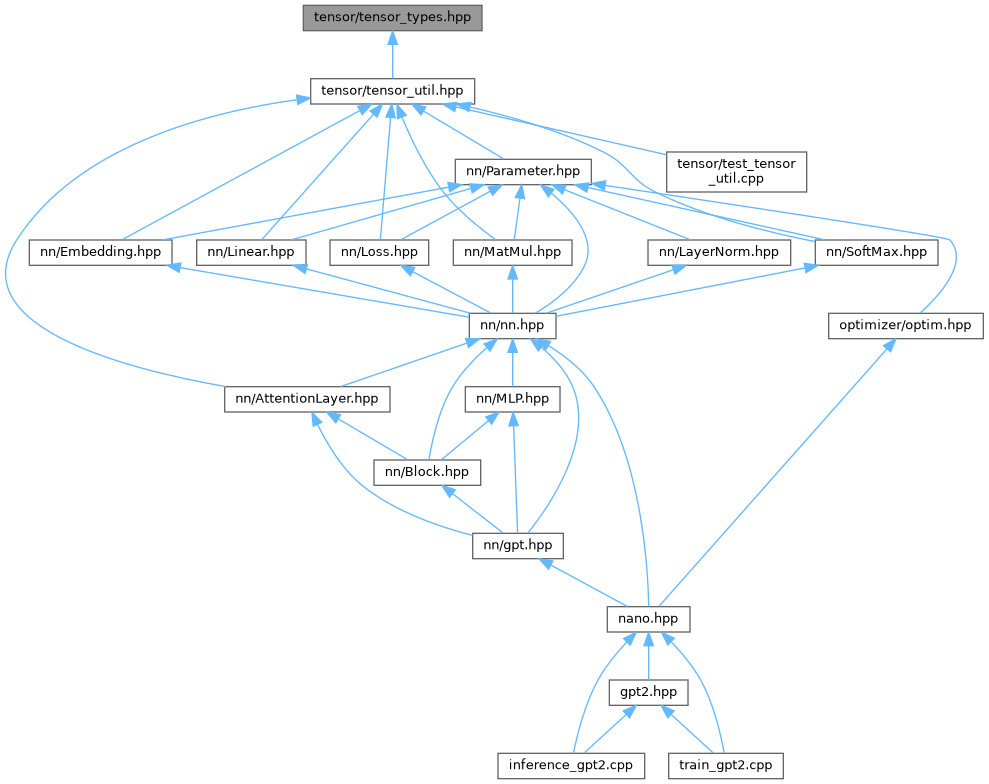 tensor/tensor_types.hpp
tensor/tensor_util.hpp
nn/Parameter.hpp
tensor/test_tensor
_util.cpp
nn/Embedding.hpp
nn/Linear.hpp
nn/Loss.hpp
nn/MatMul.hpp
nn/LayerNorm.hpp
nn/SoftMax.hpp
nn/nn.hpp
optimizer/optim.hpp
nn/AttentionLayer.hpp
nn/MLP.hpp
nn/Block.hpp
nn/gpt.hpp
nano.hpp
gpt2.hpp
inference_gpt2.cpp
train_gpt2.cpp